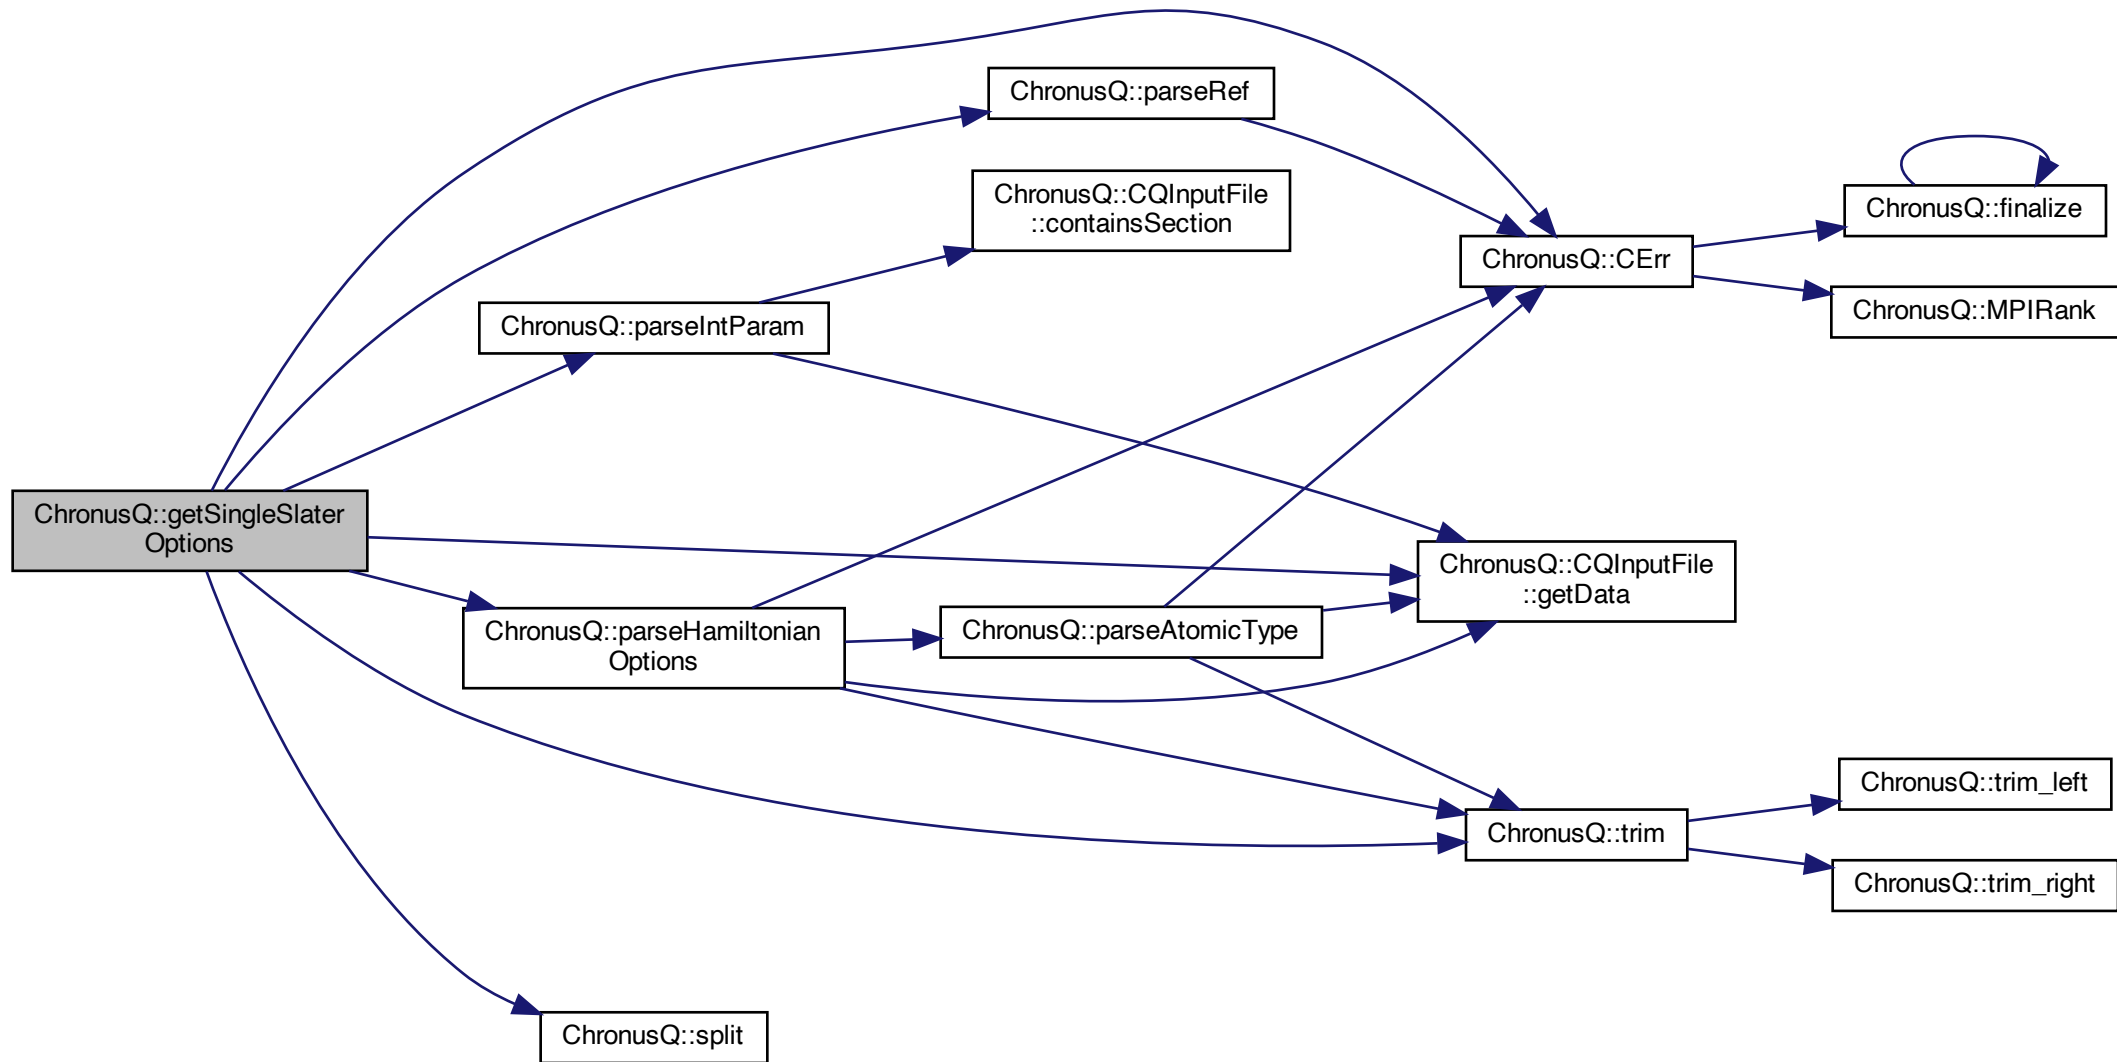 ChronusQ::parseRef
ChronusQ::CQInputFile
::containsSection
ChronusQ::finalize
ChronusQ::CErr
ChronusQ::MPIRank
ChronusQ::parseIntParam
ChronusQ::getSingleSlater
Options
ChronusQ::CQInputFile
::getData
ChronusQ::parseHamiltonian
Options
ChronusQ::parseAtomicType
ChronusQ::trim_left
ChronusQ::trim
ChronusQ::trim_right
ChronusQ::split